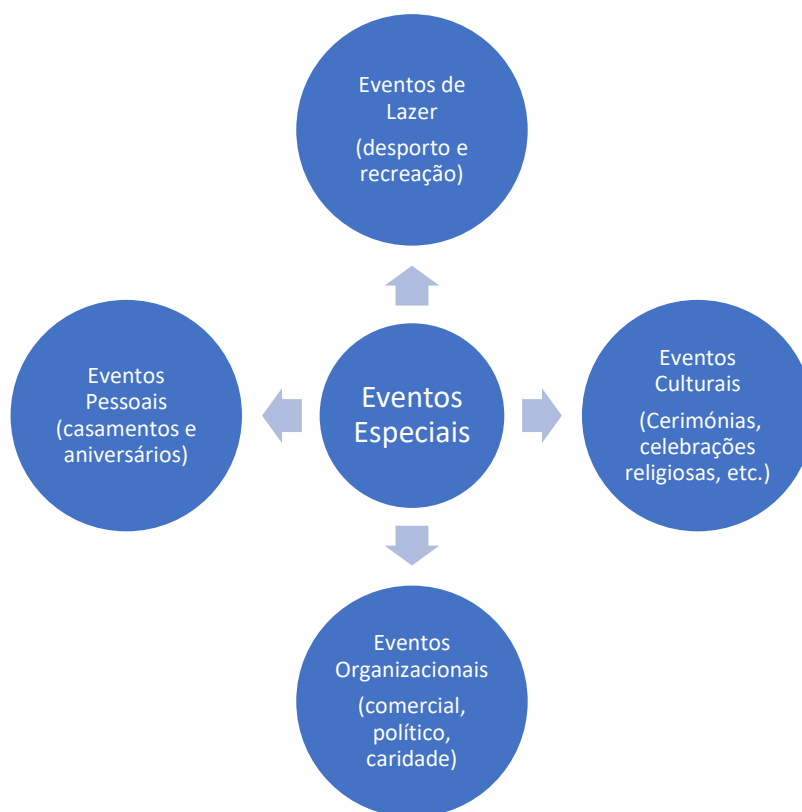 Eventos de
Lazer
(desporto e
recreação)
Eventos
Pessoais
(casamentos e
aniversários)
Eventos
Especiais
Eventos
Culturais
(Cerimónias,
celebrações
religiosas, etc.)
Eventos
Organizacionais
(comercial,
político,
caridade)